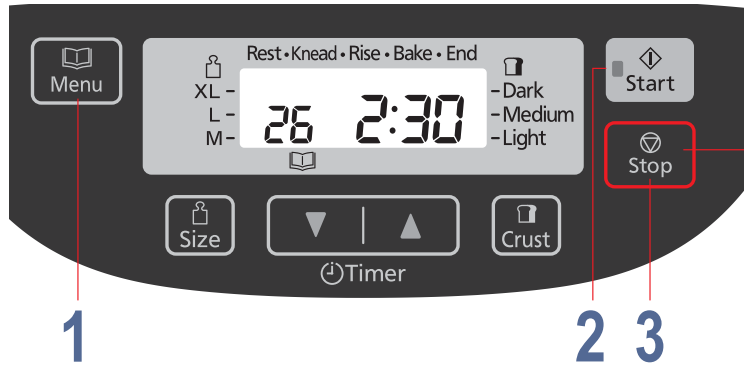 Menu
Rest • Knead • Rise • Bake • End
XL –
L –
M –
26
2:30
– Dark
– Medium
– Light
Start
Stop
Size
Crust
Timer
1
2
3